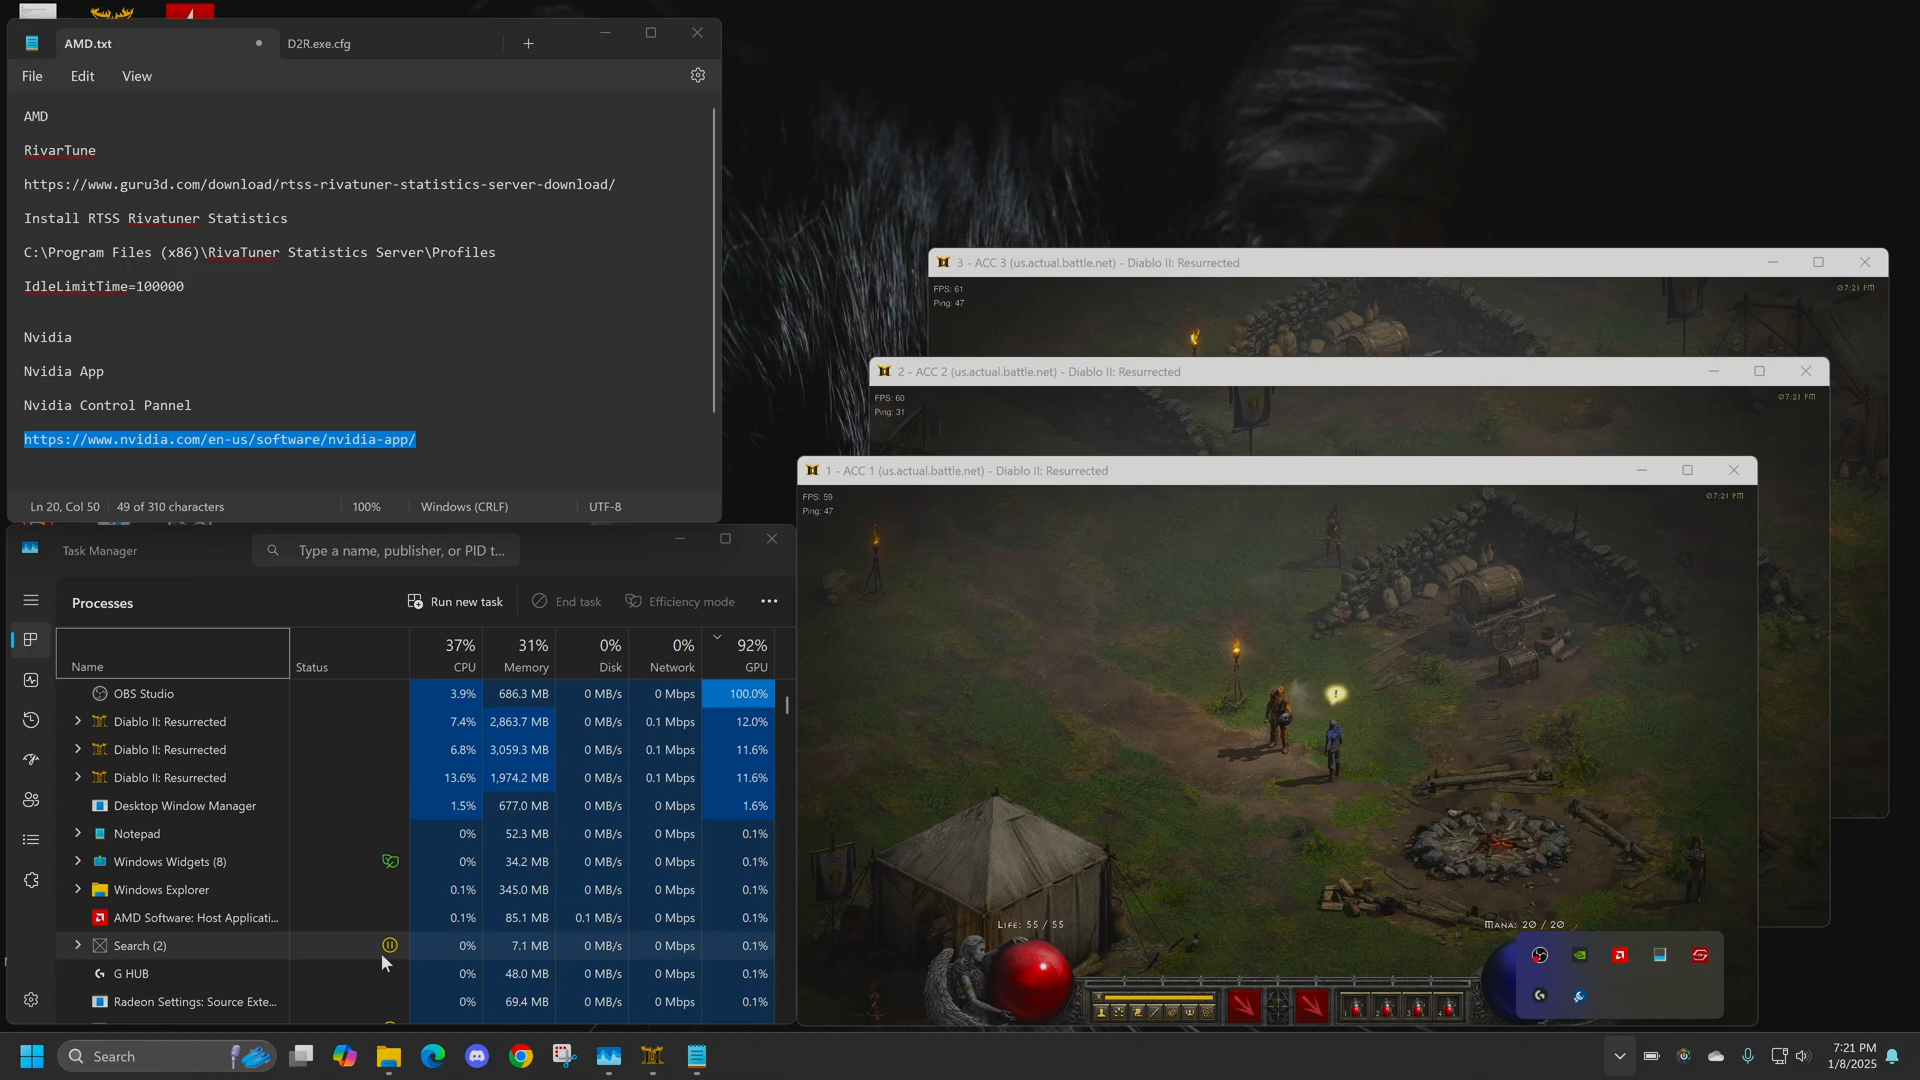 AMD.txt
D2R.exe.cfg
File Edit View
AMD
RivarTune
https://www.guru3d.com/download/rtss-rivatuner-statistics-server-download/
Install RTSS Rivatuner Statistics
C:\Program Files (x86)\RivaTuner Statistics Server\Profiles
IdleLimitTime=100000
Nvidia
Nvidia App
Nvidia Control Pannel
https://www.nvidia.com/en-us/software/nvidia-app/
Ln 20, Col 50 49 of 310 characters 100% Windows (CRLF) UTF-8
Task Manager
Type a name, publisher, or PID t...
Processes
Run new task End task Efficiency mode
37% 31% 0% 0% 92%
Name Status CPU Memory Disk Network GPU
OBS Studio 3.9% 686.3 MB 0 MB/s 0 Mbps 100.0%
Diablo II: Resurrected 7.4% 2,863.7 MB 0 MB/s 0.1 Mbps 12.0%
Diablo II: Resurrected 6.8% 3,059.3 MB 0 MB/s 0.1 Mbps 11.6%
Diablo II: Resurrected 13.6% 1,974.2 MB 0 MB/s 0.1 Mbps 11.6%
Desktop Window Manager 1.5% 677.0 MB 0 MB/s 0 Mbps 1.6%
Notepad 0% 52.3 MB 0 MB/s 0 Mbps 0.1%
Windows Widgets (8) 0% 34.2 MB 0 MB/s 0 Mbps 0.1%
Windows Explorer 0.1% 345.0 MB 0 MB/s 0 Mbps 0.1%
AMD Software: Host Applicati... 0.1% 85.1 MB 0.1 MB/s 0 Mbps 0.1%
Search (2) 0% 7.1 MB 0 MB/s 0 Mbps 0.1%
G HUB 0% 48.0 MB 0 MB/s 0 Mbps 0.1%
Radeon Settings: Source Exte... 0% 69.4 MB 0 MB/s 0 Mbps 0.1%
3 - ACC 3 (us.actual.battle.net) - Diablo II: Resurrected
FPS: 61
Ping: 47
07:21 PM
2 - ACC 2 (us.actual.battle.net) - Diablo II: Resurrected
FPS: 60
Ping: 31
07:21 PM
1 - ACC 1 (us.actual.battle.net) - Diablo II: Resurrected
FPS: 59
Ping: 47
07:21 PM
Life: 55 / 55
Mana: 20 / 20
1 2 3 4
Search
7:21 PM
1/8/2025